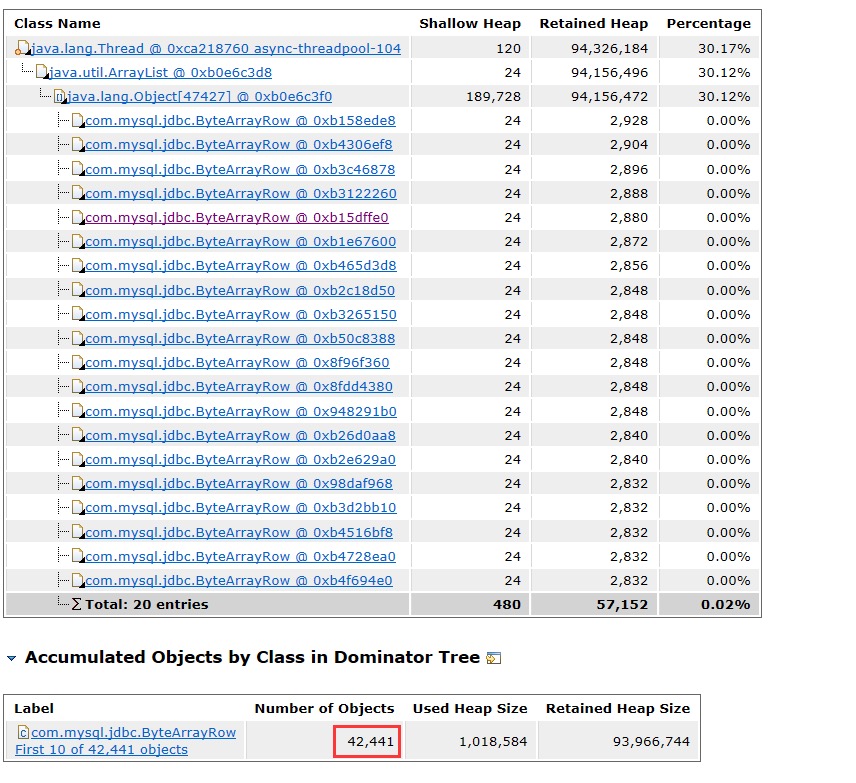 Class Name Shallow Heap Retained Heap Percentage
java.lang.Thread @ 0xca218760 async-threadpool-104 120 94,326,184 30.17%
java.util.ArrayList @ 0xb0e6c3d8 24 94,156,496 30.12%
java.lang.Object[47427] @ 0xb0e6c3f0 189,728 94,156,472 30.12%
com.mysql.jdbc.ByteArrayRow @ 0xb158ede8 24 2,928 0.00%
com.mysql.jdbc.ByteArrayRow @ 0xb4306ef8 24 2,904 0.00%
com.mysql.jdbc.ByteArrayRow @ 0xb3c46878 24 2,896 0.00%
com.mysql.jdbc.ByteArrayRow @ 0xb3122260 24 2,888 0.00%
com.mysql.jdbc.ByteArrayRow @ 0xb15dffe0 24 2,880 0.00%
com.mysql.jdbc.ByteArrayRow @ 0xb1e67600 24 2,872 0.00%
com.mysql.jdbc.ByteArrayRow @ 0xb465d3d8 24 2,856 0.00%
com.mysql.jdbc.ByteArrayRow @ 0xb2c18d50 24 2,848 0.00%
com.mysql.jdbc.ByteArrayRow @ 0xb3265150 24 2,848 0.00%
com.mysql.jdbc.ByteArrayRow @ 0xb50c8388 24 2,848 0.00%
com.mysql.jdbc.ByteArrayRow @ 0x8f96f360 24 2,848 0.00%
com.mysql.jdbc.ByteArrayRow @ 0x8fdd4380 24 2,848 0.00%
com.mysql.jdbc.ByteArrayRow @ 0x948291b0 24 2,848 0.00%
com.mysql.jdbc.ByteArrayRow @ 0xb26d0aa8 24 2,840 0.00%
com.mysql.jdbc.ByteArrayRow @ 0xb2e629a0 24 2,840 0.00%
com.mysql.jdbc.ByteArrayRow @ 0x98daf968 24 2,832 0.00%
com.mysql.jdbc.ByteArrayRow @ 0xb3d2bb10 24 2,832 0.00%
com.mysql.jdbc.ByteArrayRow @ 0xb4516bf8 24 2,832 0.00%
com.mysql.jdbc.ByteArrayRow @ 0xb4728ea0 24 2,832 0.00%
com.mysql.jdbc.ByteArrayRow @ 0xb4f694e0 24 2,832 0.00%
Σ Total: 20 entries 480 57,152 0.02%
Accumulated Objects by Class in Dominator Tree
Label Number of Objects Used Heap Size Retained Heap Size
com.mysql.jdbc.ByteArrayRow 42,441 1,018,584 93,966,744
First 10 of 42,441 objects